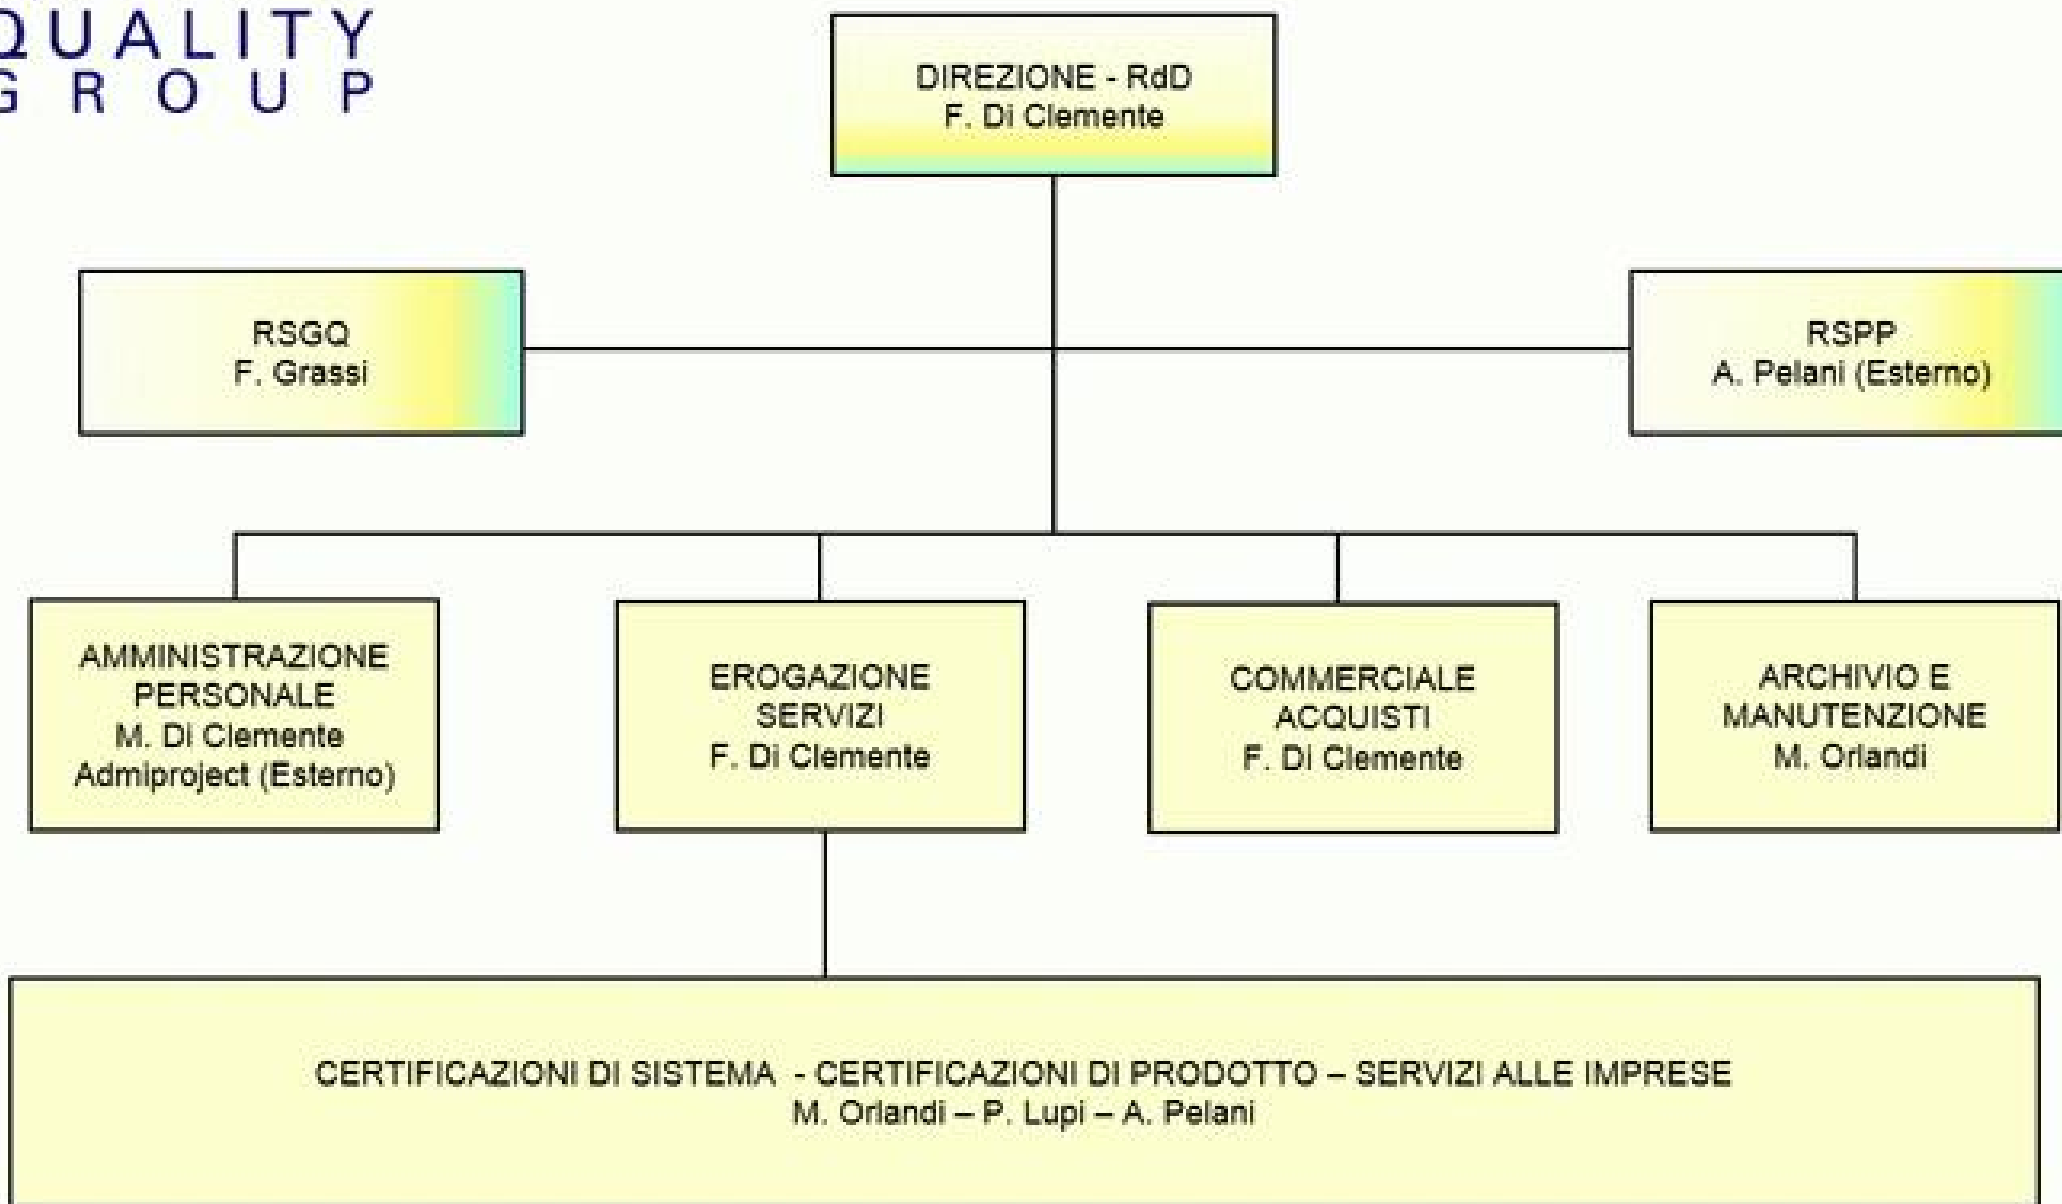 QUALITY
GROUP
DIREZIONE - RdD
F. Di Clemente
RSGQ
F. Grassi
RSPP
A. Pelani (Esterno)
AMMINISTRAZIONE
PERSONALE
M. Di Clemente
Admiproject (Esterno)
EROGAZIONE
SERVIZI
F. Di Clemente
COMMERCIALE
ACQUISTI
F. Di Clemente
ARCHIVIO E
MANUTENZIONE
M. Orlandi
CERTIFICAZIONI DI SISTEMA - CERTIFICAZIONI DI PRODOTTO – SERVIZI ALLE IMPRESE
M. Orlandi – P. Lupi – A. Pelani